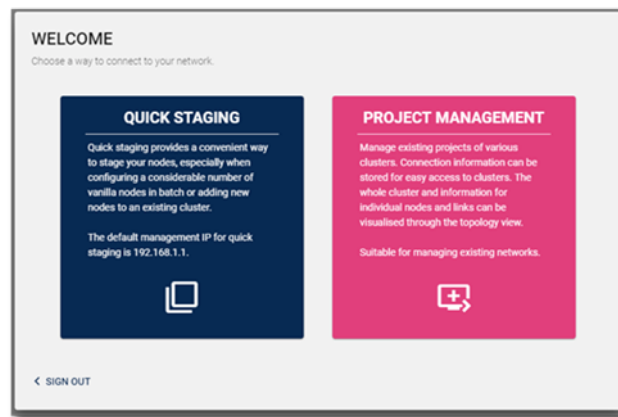 WELCOME
Choose a way to connect to your network.
QUICK STAGING
Quick staging provides a convenient way
to stage your nodes, especially when
configuring a considerable number of
vanilla nodes in batch or adding new
nodes to an existing cluster.
The default management IP for quick
staging is 192.168.1.1.
PROJECT MANAGEMENT
Manage existing projects of various
clusters. Connection information can be
stored for easy access to clusters. The
whole cluster and information for
individual nodes and links can be
visualised through the topology view.
Suitable for managing existing networks.
SIGN OUT